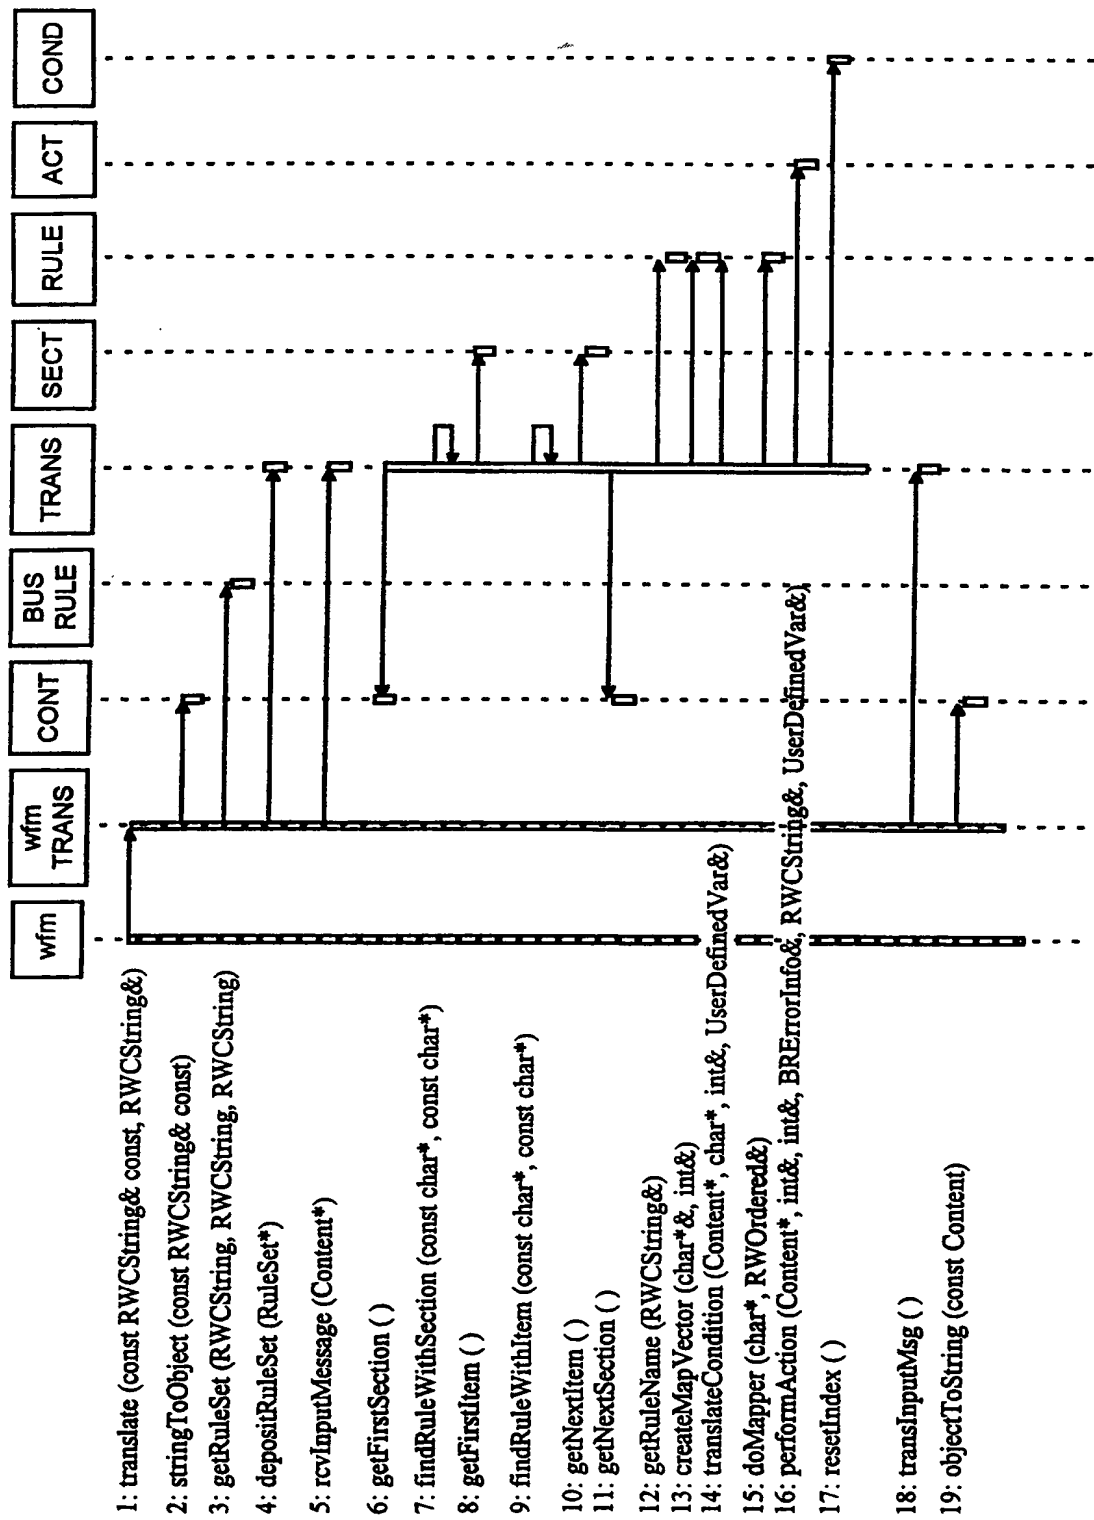 wfm
wfm
TRANS
CONT
BUS
RULE
TRANS
SECT
RULE
ACT
COND
1: translate (const RWCString& const, RWCString&)
2: stringToObject (const RWCString& const)
3: getRuleSet (RWCString, RWCString, RWCString)
4: depositRuleSet (RuleSet*)
5: rcvInputMessage (Content*)
6: getFirstSection ( )
7: findRuleWithSection (const char*, const char*)
8: getFirstItem ( )
9: findRuleWithItem (const char*, const char*)
10: getNextItem ( )
11: getNextSection ( )
12: getRuleName (RWCString&)
13: createMapVector (char*&, int&)
14: translateCondition (Content*, char*, int&, UserDefinedVar&)
15: doMapper (char*, RWOrdered&)
16: performAction (Content*, int&, int&, BRErrorInfo&, RWCString&, UserDefinedVar&)
17: resetIndex ( )
18: transInputMsg ( )
19: objectToString (const Content)